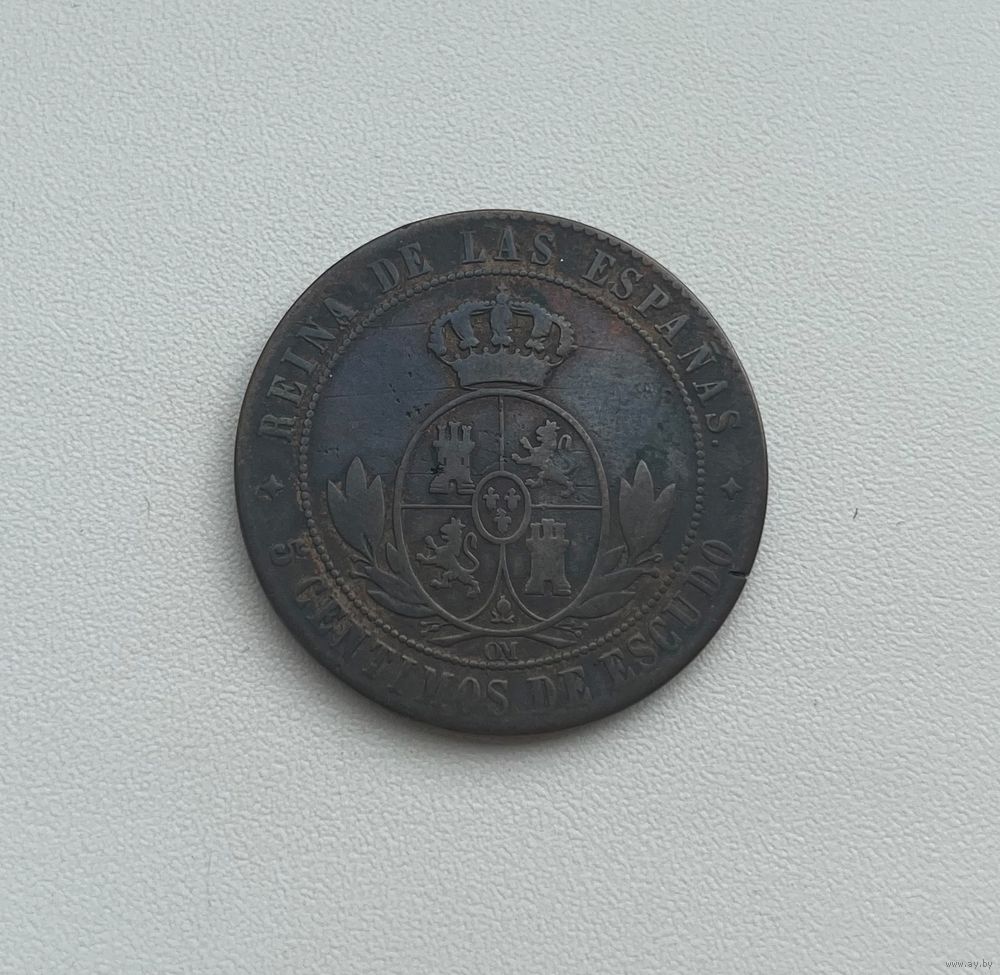 REINA DE LAS ESPAÑAS.
5 CENTIMOS DE ESCUDO
OM
www.ay.by